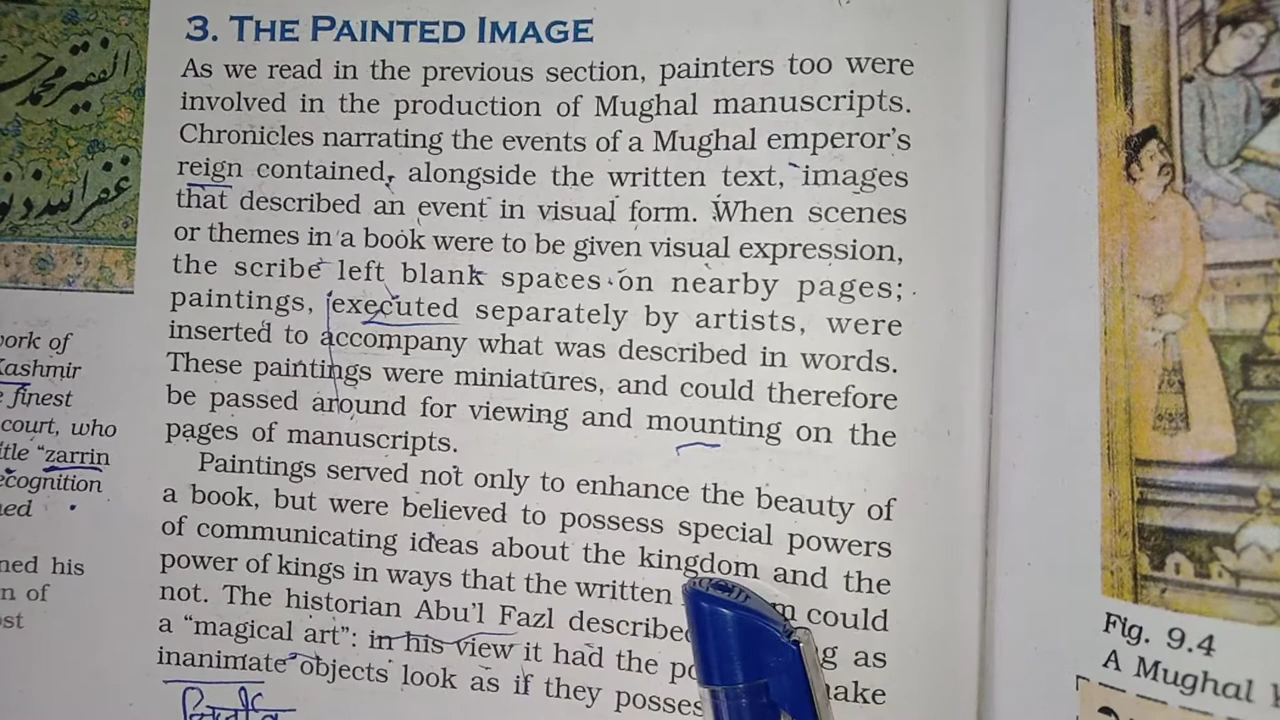 3. THE PAINTED IMAGE
As we read in the previous section, painters too were
involved in the production of Mughal manuscripts.
Chronicles narrating the events of a Mughal emperor's
reign contained, alongside the written text, images
that described an event in visual form. When scenes
or themes in a book were to be given visual expression,
the scribe left blank spaces on nearby pages;
paintings, executed separately by artists, were
inserted to accompany what was described in words.
These paintings were miniatures, and could therefore
be passed around for viewing and mounting on the
pages of manuscripts.
Paintings served not only to enhance the beauty of
a book, but were believed to possess special powers
of communicating ideas about the kingdom and the
power of kings in ways that the written could
not. The historian Abu'l Fazl described as
a "magical art": in his view it had the
inanimate objects look as if they
निर्जीव
work of
Kashmir
finest
court, who
title "zarrin
recognition
ned his
n of
Fig. 9.4
A Mughal